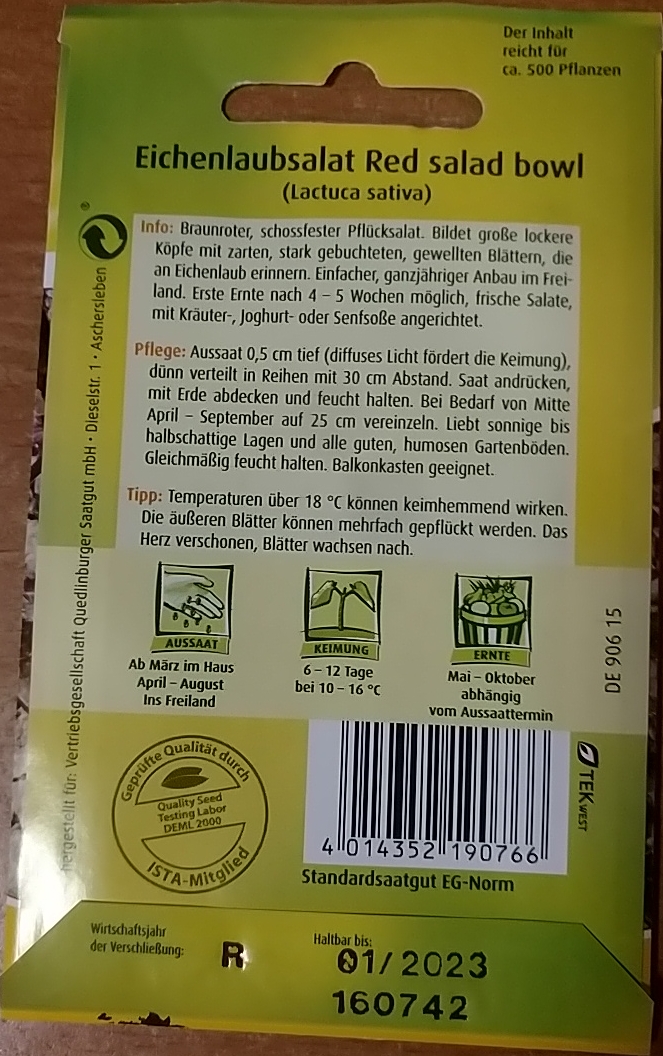 Der Inhalt
reicht für
ca. 500 Pflanzen
Eichenlaubsalat Red salad bowl
(Lactuca sativa)
Info: Braunroter, schossfester Pflücksalat. Bildet große lockere
Köpfe mit zarten, stark gebuchteten, gewellten Blättern, die
an Eichenlaub erinnern. Einfacher, ganzjähriger Anbau im Frei-
land. Erste Ernte nach 4 – 5 Wochen möglich, frische Salate,
mit Kräuter-, Joghurt- oder Senfsoße angerichtet.
Pflege: Aussaat 0,5 cm tief (diffuses Licht fördert die Keimung),
dünn verteilt in Reihen mit 30 cm Abstand. Saat andrücken,
mit Erde abdecken und feucht halten. Bei Bedarf von Mitte
April – September auf 25 cm vereinzeln. Liebt sonnige bis
halbschattige Lagen und alle guten, humosen Gartenböden.
Gleichmäßig feucht halten. Balkonkasten geeignet.
Tipp: Temperaturen über 18 °C können keimhemmend wirken.
Die äußeren Blätter können mehrfach gepflückt werden. Das
Herz verschonen, Blätter wachsen nach.
AUSSAAT
Ab März im Haus
April – August
Ins Freiland
KEIMUNG
6 – 12 Tage
bei 10 – 16 °C
ERNTE
Mai – Oktober
abhängig
vom Aussaattermin
DE 906 15
®
hergestellt für: Vertriebsgesellschaft Quedlinburger Saatgut mbH • Dieselstr. 1 • Aschersleben
Geprüfte Qualität durch
Quality Seed
Testing Labor
DEML 2000
ISTA-Mitglied
TEK WEST
4 014352 190766
Standardsaatgut EG-Norm
Wirtschaftsjahr
der Verschließung:
R
Haltbar bis:
01/2023
160742